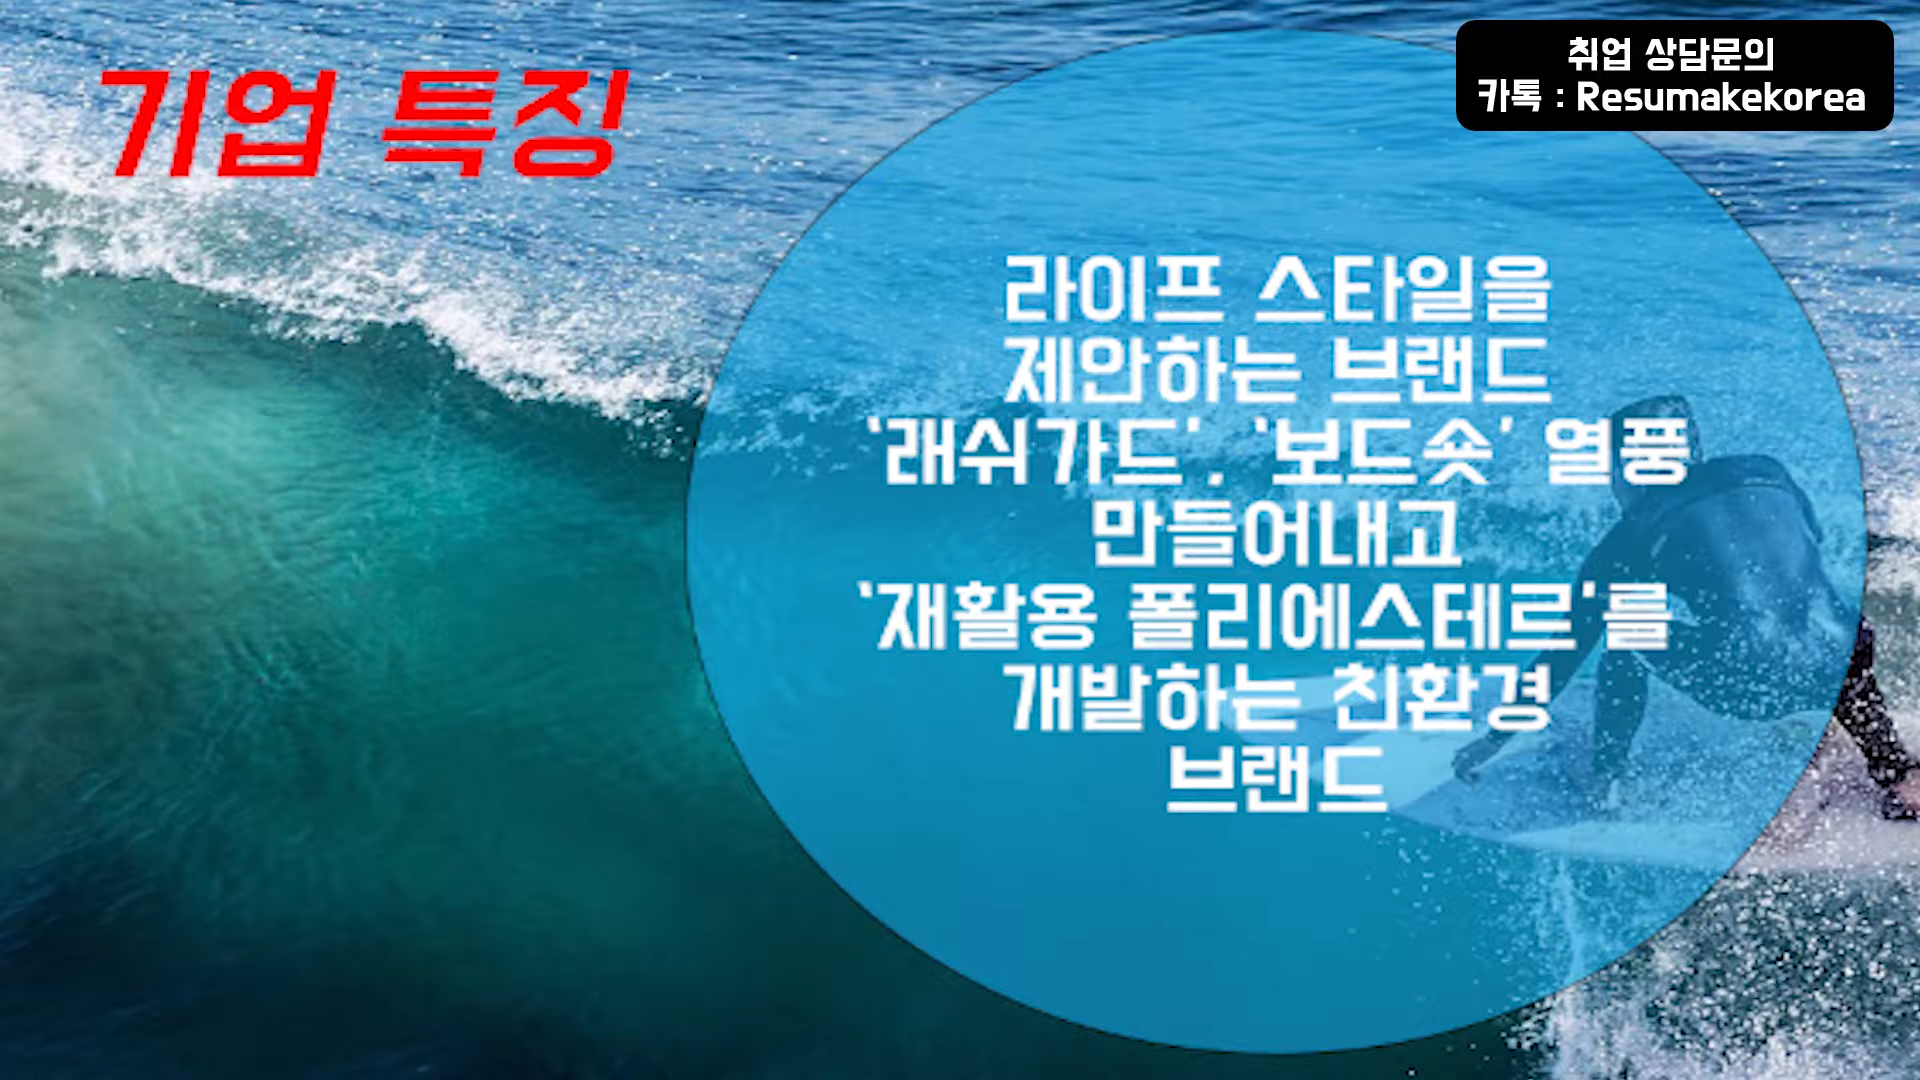 기업 특징
취업 상담문의
카톡 : Resumakekorea
라이프 스타일을
제안하는 브랜드
'래쉬가드', '보드숏' 열풍
만들어내고
'재활용 폴리에스테르'를
개발하는 친환경
브랜드